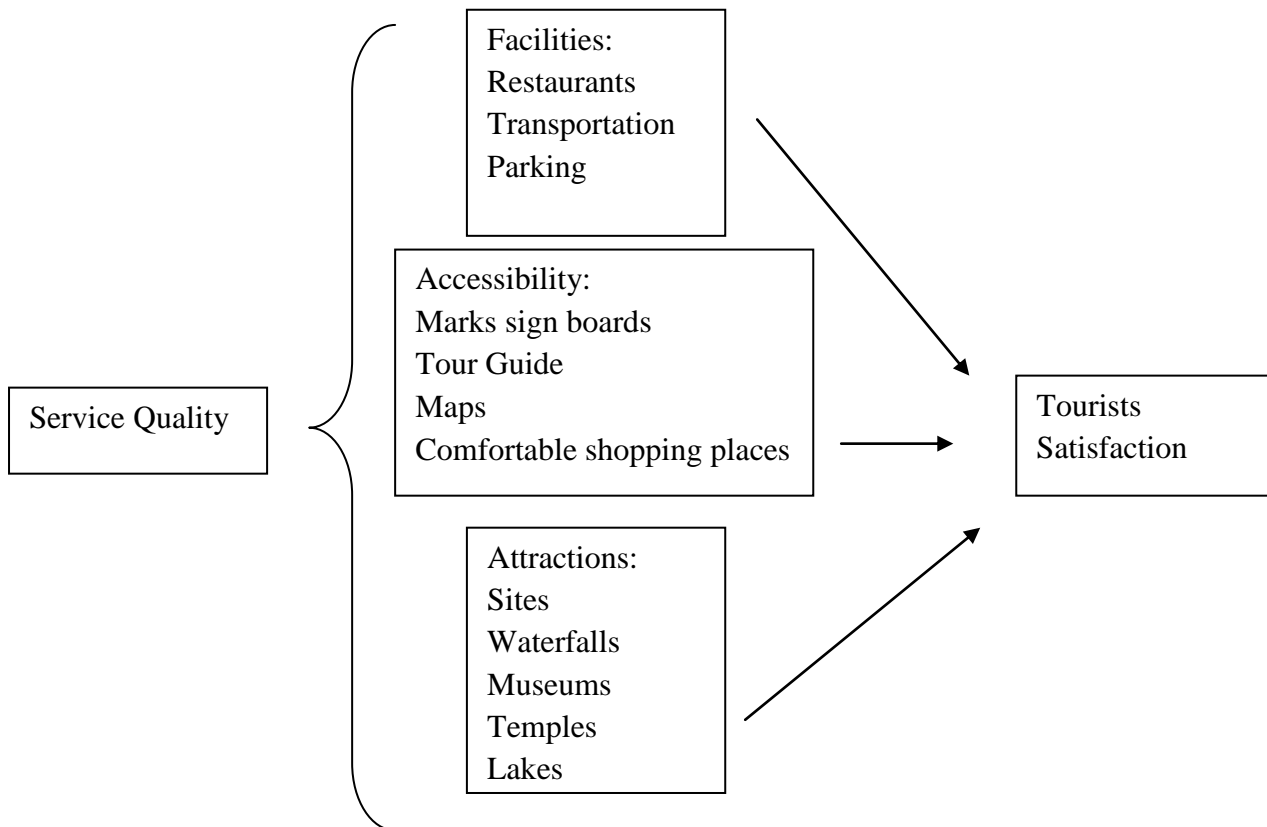 Service Quality
Facilities:
Restaurants
Transportation
Parking
Accessibility:
Marks sign boards
Tour Guide
Maps
Comfortable shopping places
Attractions:
Sites
Waterfalls
Museums
Temples
Lakes
Tourists
Satisfaction